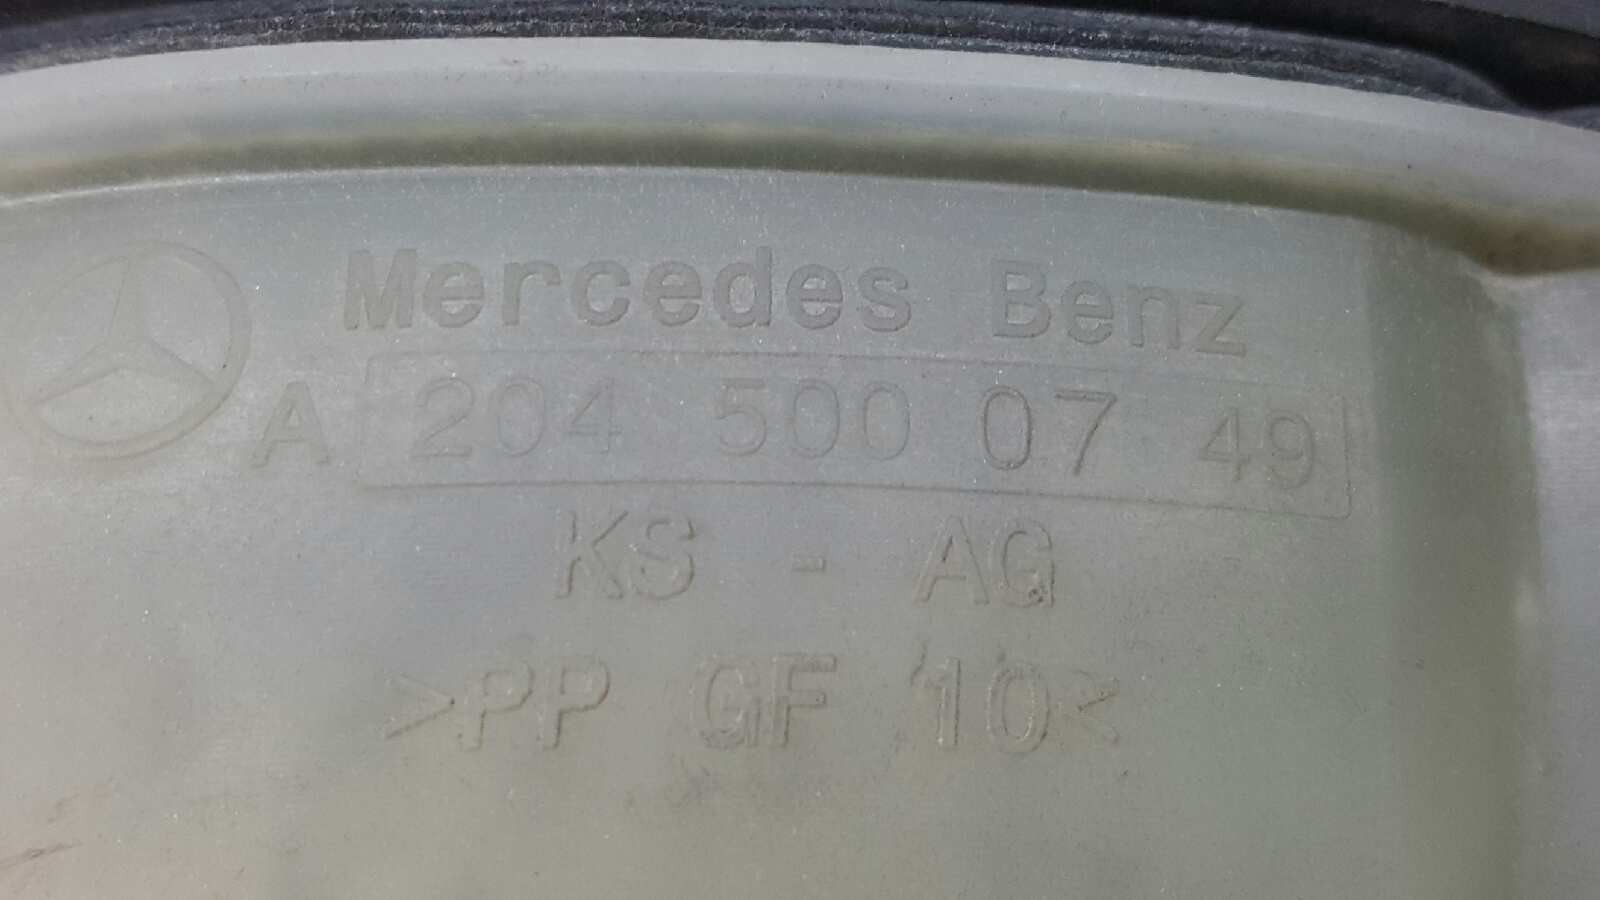 Mercedes Benz
A 204 500 07 49
KS - AG
>PP GF 10<